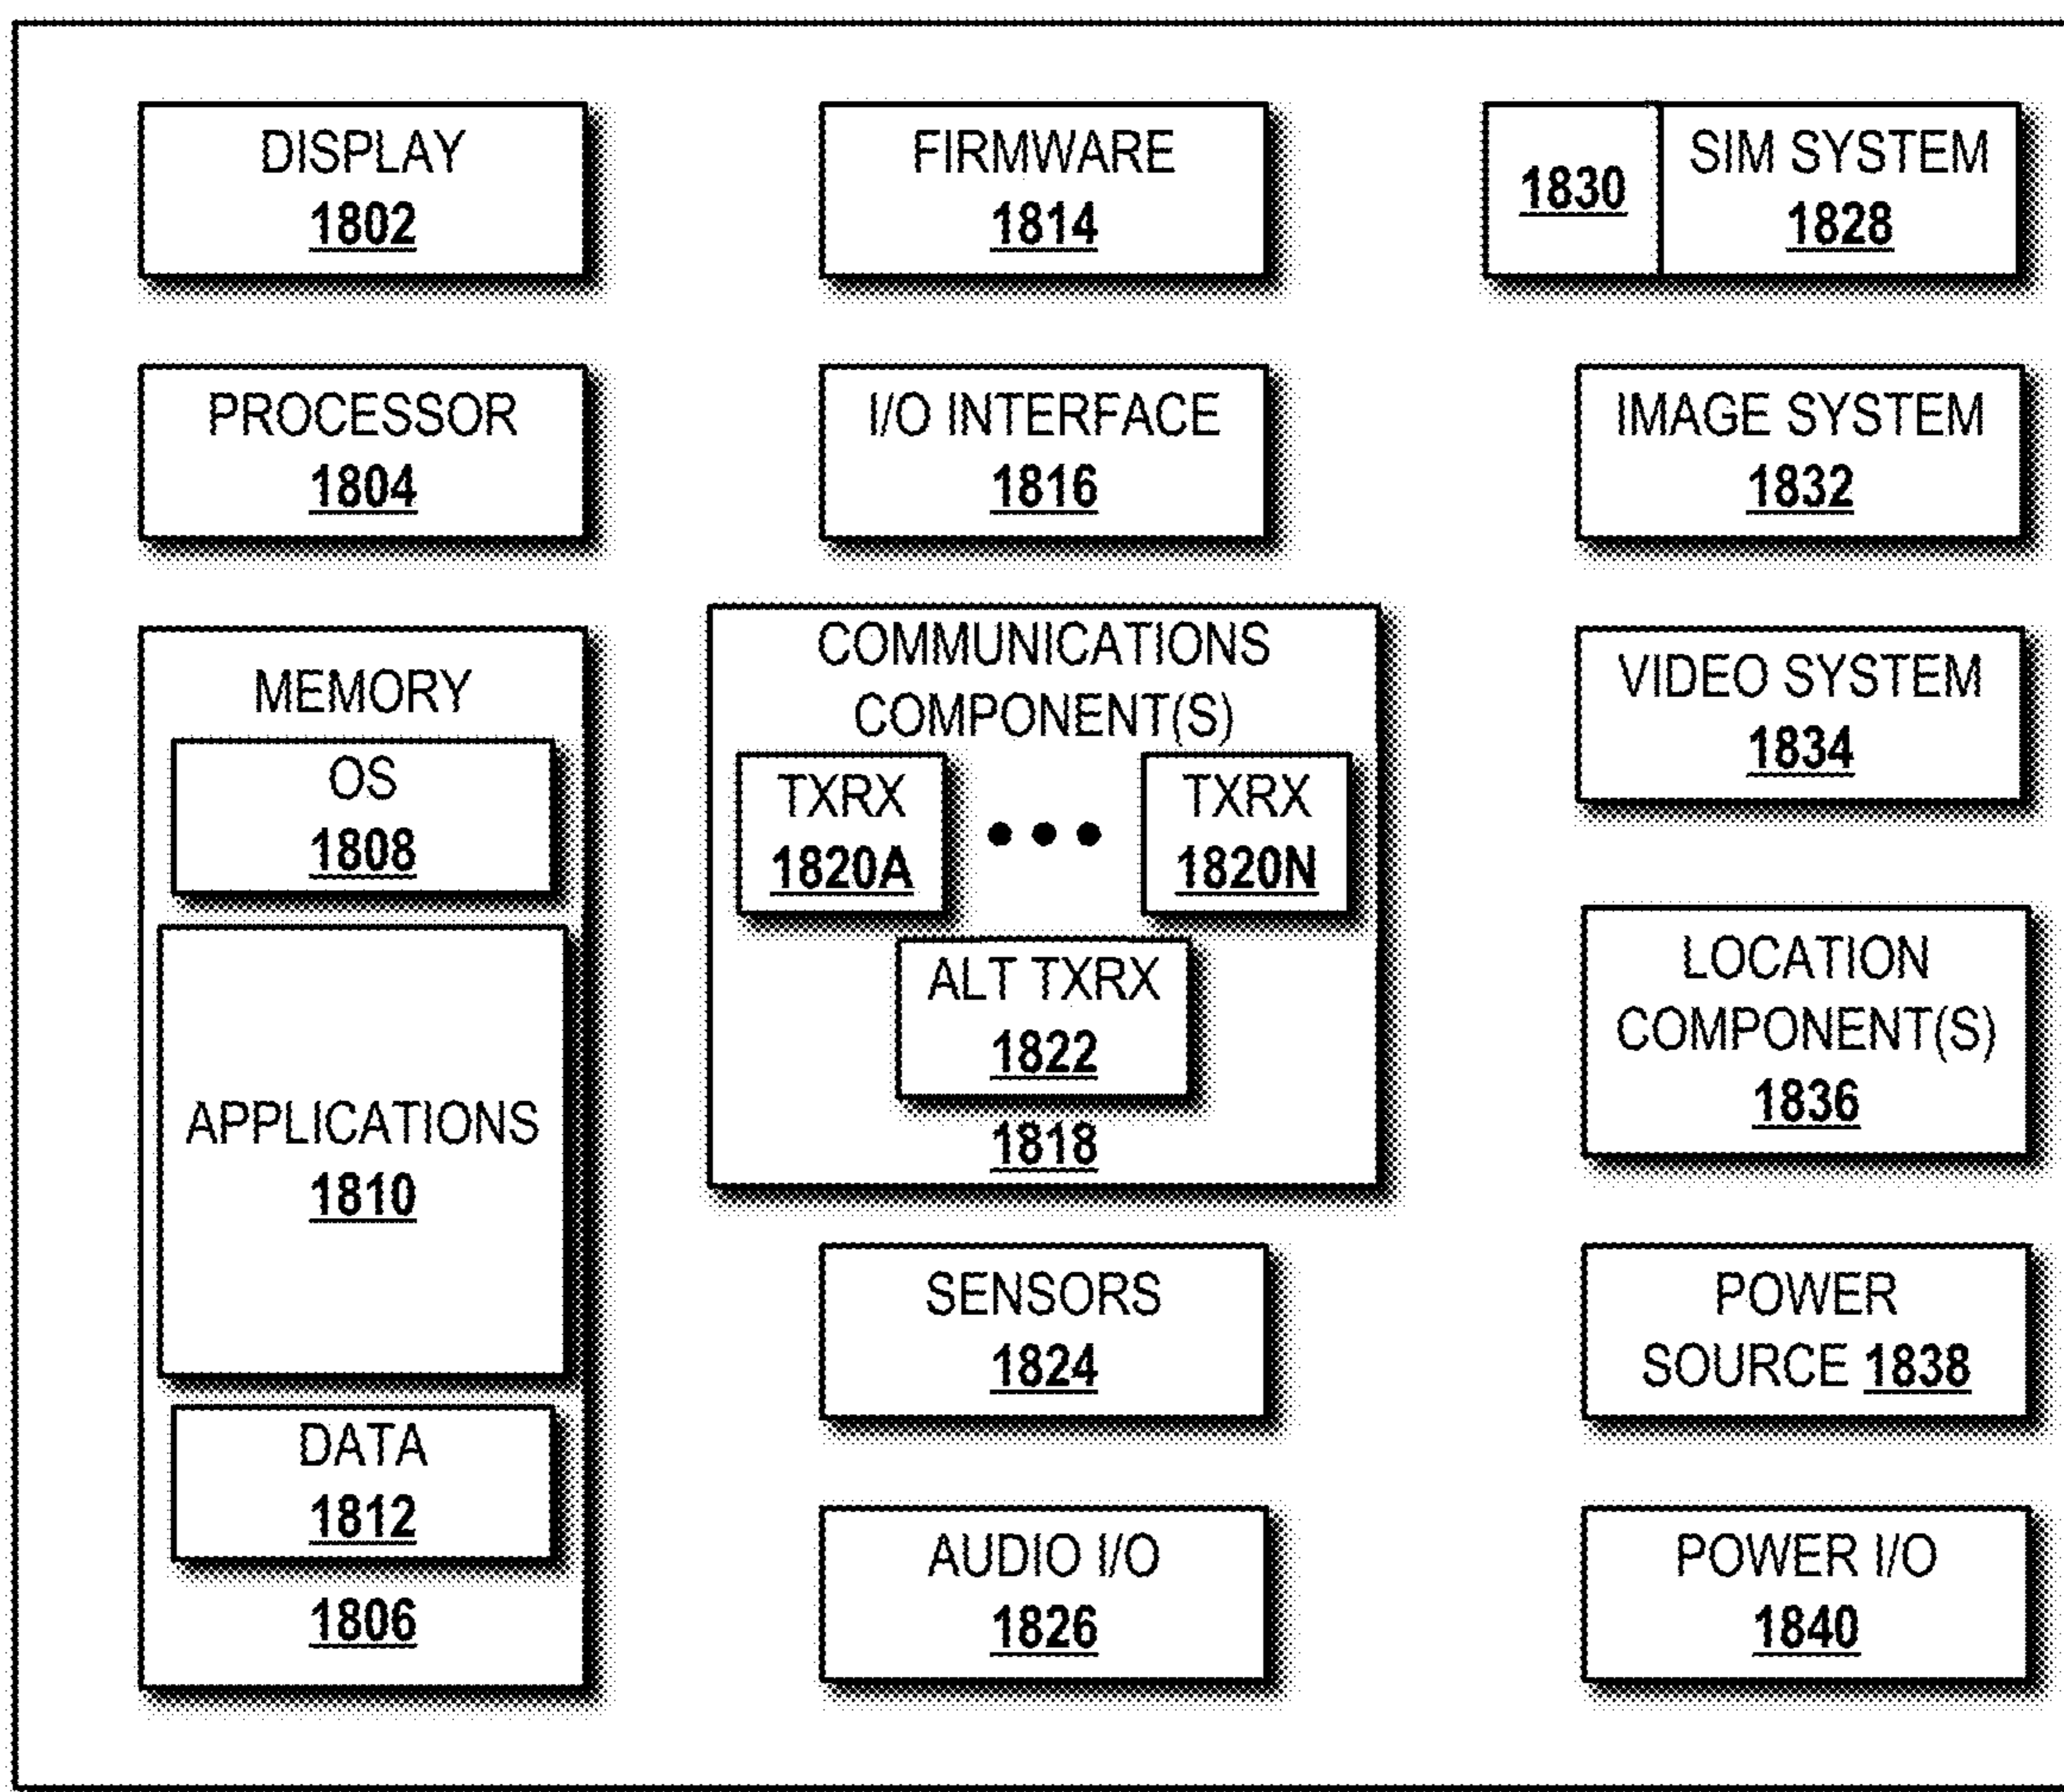 DISPLAY
1802
PROCESSOR
1804
MEMORY
OS
1808
APPLICATIONS
1810
DATA
1812
1806
FIRMWARE
1814
I/O INTERFACE
1816
COMMUNICATIONS
COMPONENT(S)
TXRX
1820A
TXRX
1820N
ALT TXRX
1822
1818
SENSORS
1824
AUDIO I/O
1826
1830
SIM SYSTEM
1828
IMAGE SYSTEM
1832
VIDEO SYSTEM
1834
LOCATION
COMPONENT(S)
1836
POWER
SOURCE 1838
POWER I/O
1840